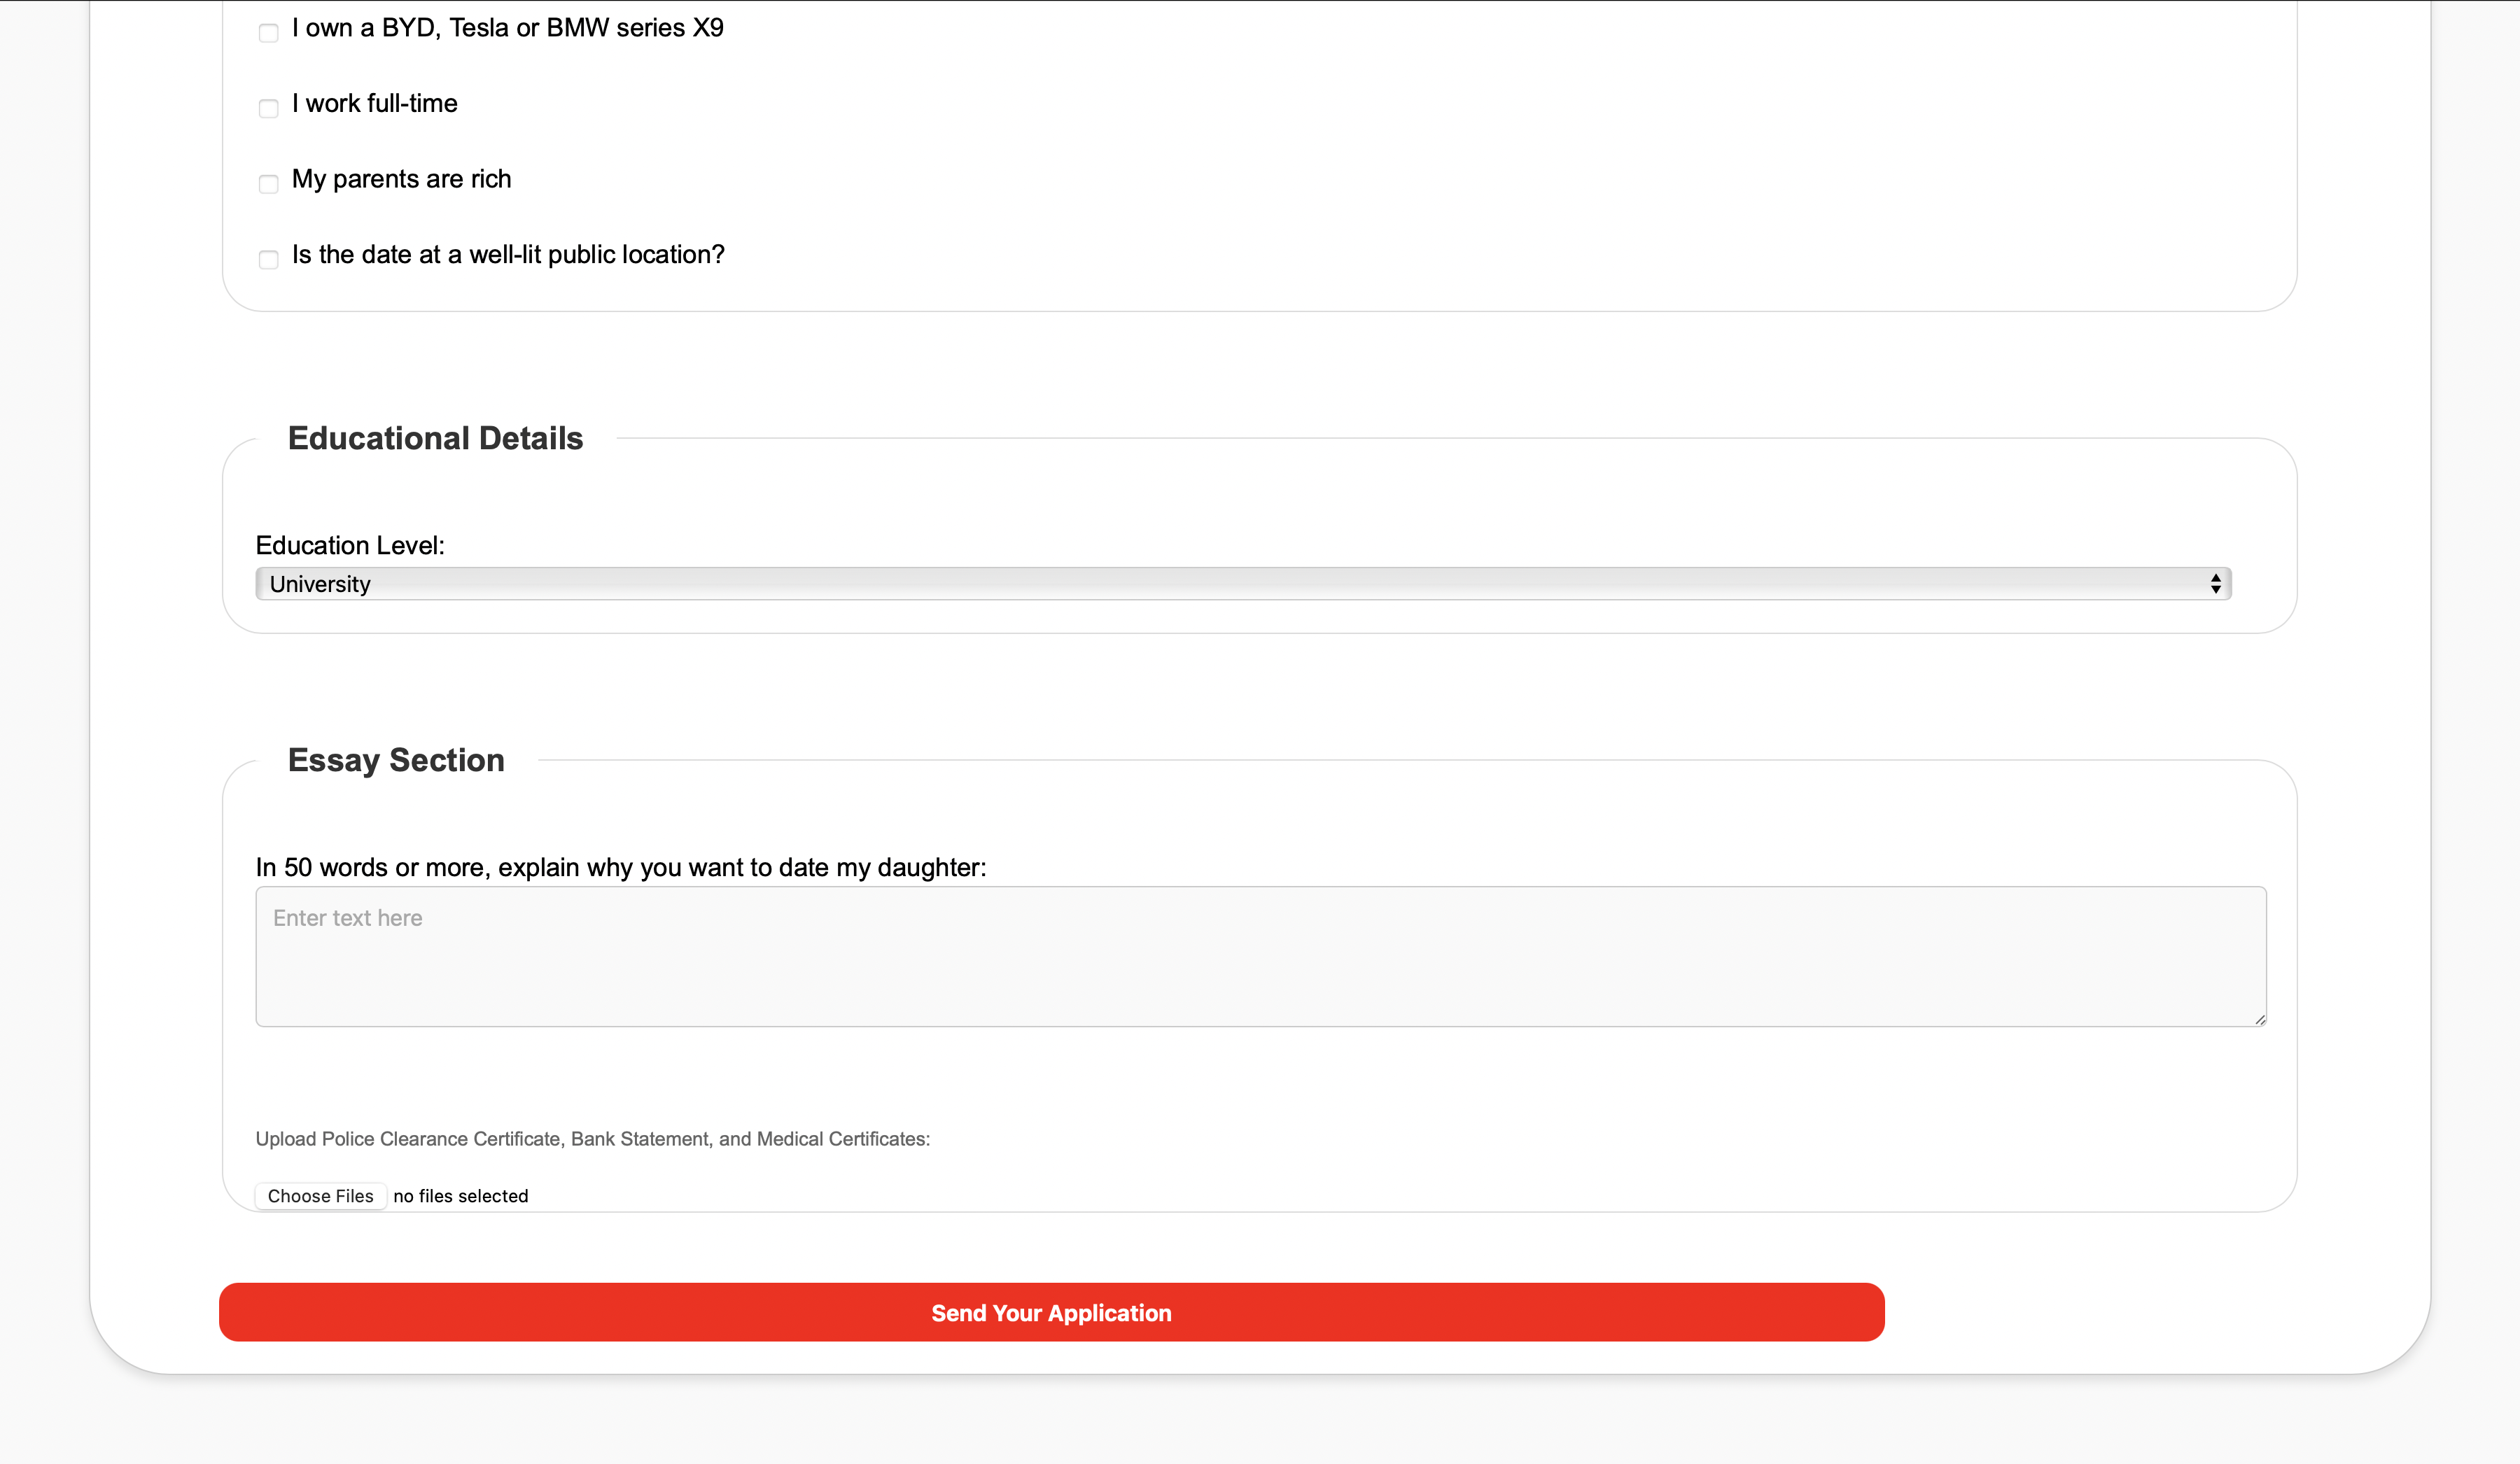 I own a BYD, Tesla or BMW series X9
I work full-time
My parents are rich
Is the date at a well-lit public location?
Educational Details
Education Level:
University
Essay Section
In 50 words or more, explain why you want to date my daughter:
Enter text here
Upload Police Clearance Certificate, Bank Statement, and Medical Certificates:
Choose Files no files selected
Send Your Application